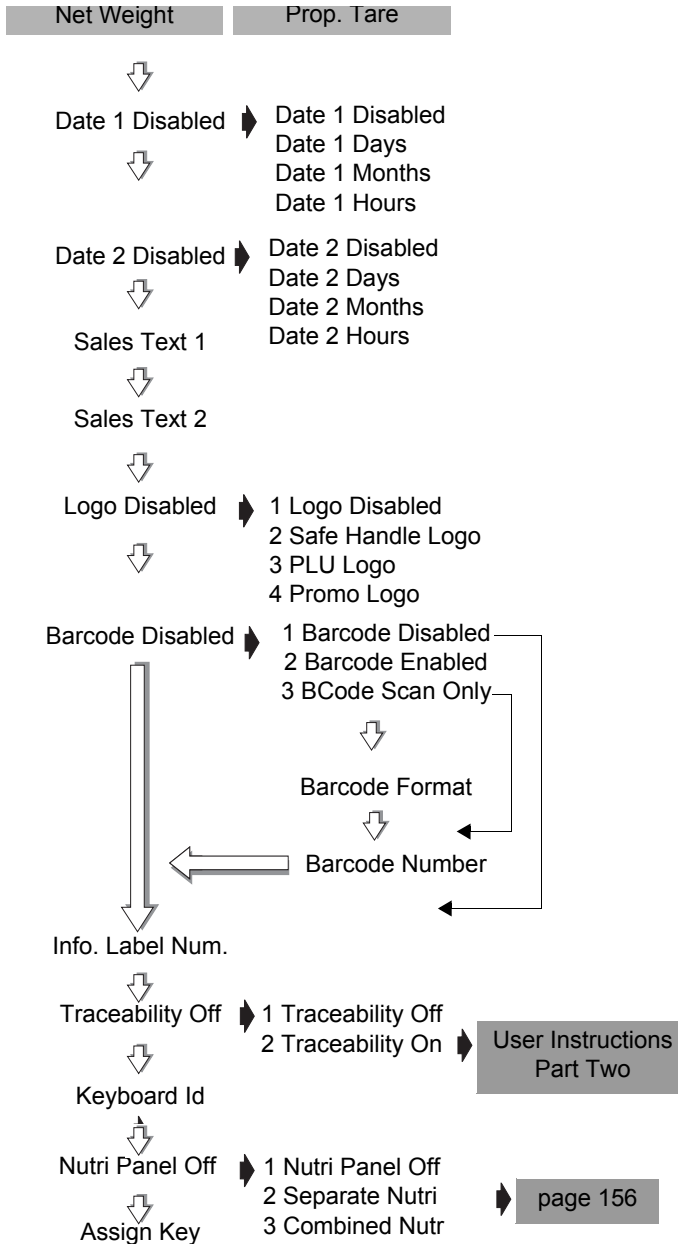 Net Weight
Prop. Tare
Date 1 Disabled
Date 1 Disabled
Date 1 Days
Date 1 Months
Date 1 Hours
Date 2 Disabled
Date 2 Disabled
Date 2 Days
Date 2 Months
Date 2 Hours
Sales Text 1
Sales Text 2
Logo Disabled
1 Logo Disabled
2 Safe Handle Logo
3 PLU Logo
4 Promo Logo
Barcode Disabled
1 Barcode Disabled
2 Barcode Enabled
3 BCode Scan Only
Barcode Format
Barcode Number
Info. Label Num.
Traceability Off
1 Traceability Off
2 Traceability On
User Instructions
Part Two
Keyboard Id
Nutri Panel Off
1 Nutri Panel Off
2 Separate Nutri
3 Combined Nutr
page 156
Assign Key